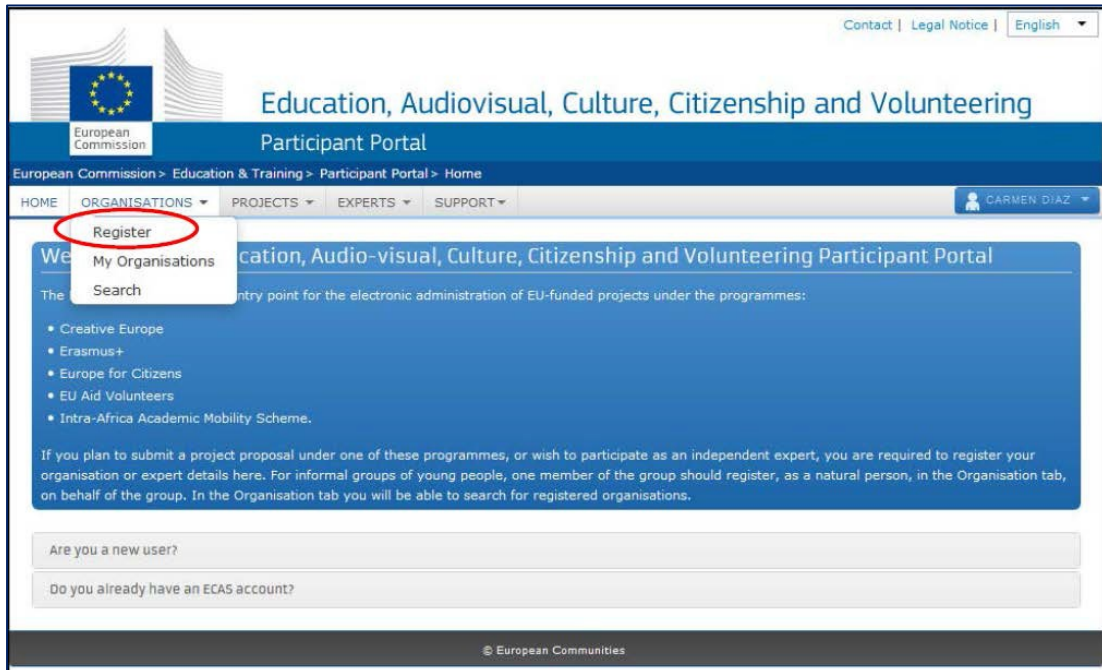 Contact | Legal Notice | English
Education, Audiovisual, Culture, Citizenship and Volunteering
European
Commission
Participant Portal
European Commission > Education & Training > Participant Portal > Home
HOME ORGANISATIONS PROJECTS EXPERTS SUPPORT CARMEN DIAZ
Register
My Organisations
Search
We cation, Audio-visual, Culture, Citizenship and Volunteering Participant Portal
The ntry point for the electronic administration of EU-funded projects under the programmes:
• Creative Europe
• Erasmus+
• Europe for Citizens
• EU Aid Volunteers
• Intra-Africa Academic Mobility Scheme.
If you plan to submit a project proposal under one of these programmes, or wish to participate as an independent expert, you are required to register your
organisation or expert details here. For informal groups of young people, one member of the group should register, as a natural person, in the Organisation tab,
on behalf of the group. In the Organisation tab you will be able to search for registered organisations.
Are you a new user?
Do you already have an ECAS account?
© European Communities